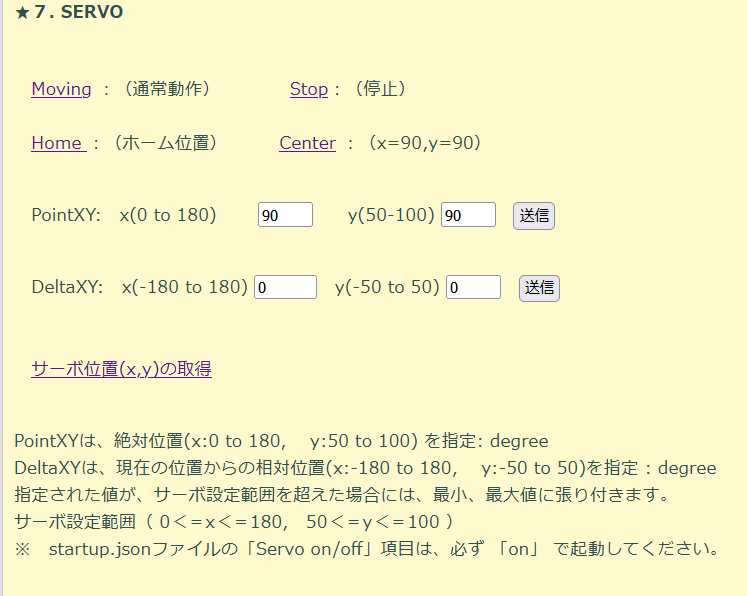 ★７. SERVO
Moving ：（通常動作） Stop：（停止）
Home ：（ホーム位置） Center ：（x=90,y=90）
PointXY: x(0 to 180) 90 y(50-100) 90 送信
DeltaXY: x(-180 to 180) 0 y(-50 to 50) 0 送信
サーボ位置(x,y)の取得
PointXYは、絶対位置(x:0 to 180, y:50 to 100) を指定: degree
DeltaXYは、現在の位置からの相対位置(x:-180 to 180, y:-50 to 50)を指定：degree
指定された値が、サーボ設定範囲を超えた場合には、最小、最大値に張り付きます。
サーボ設定範囲（ 0＜=x＜=180, 50＜=y＜=100 ）
※ startup.jsonファイルの「Servo on/off」項目は、必ず 「on」 で起動してください。